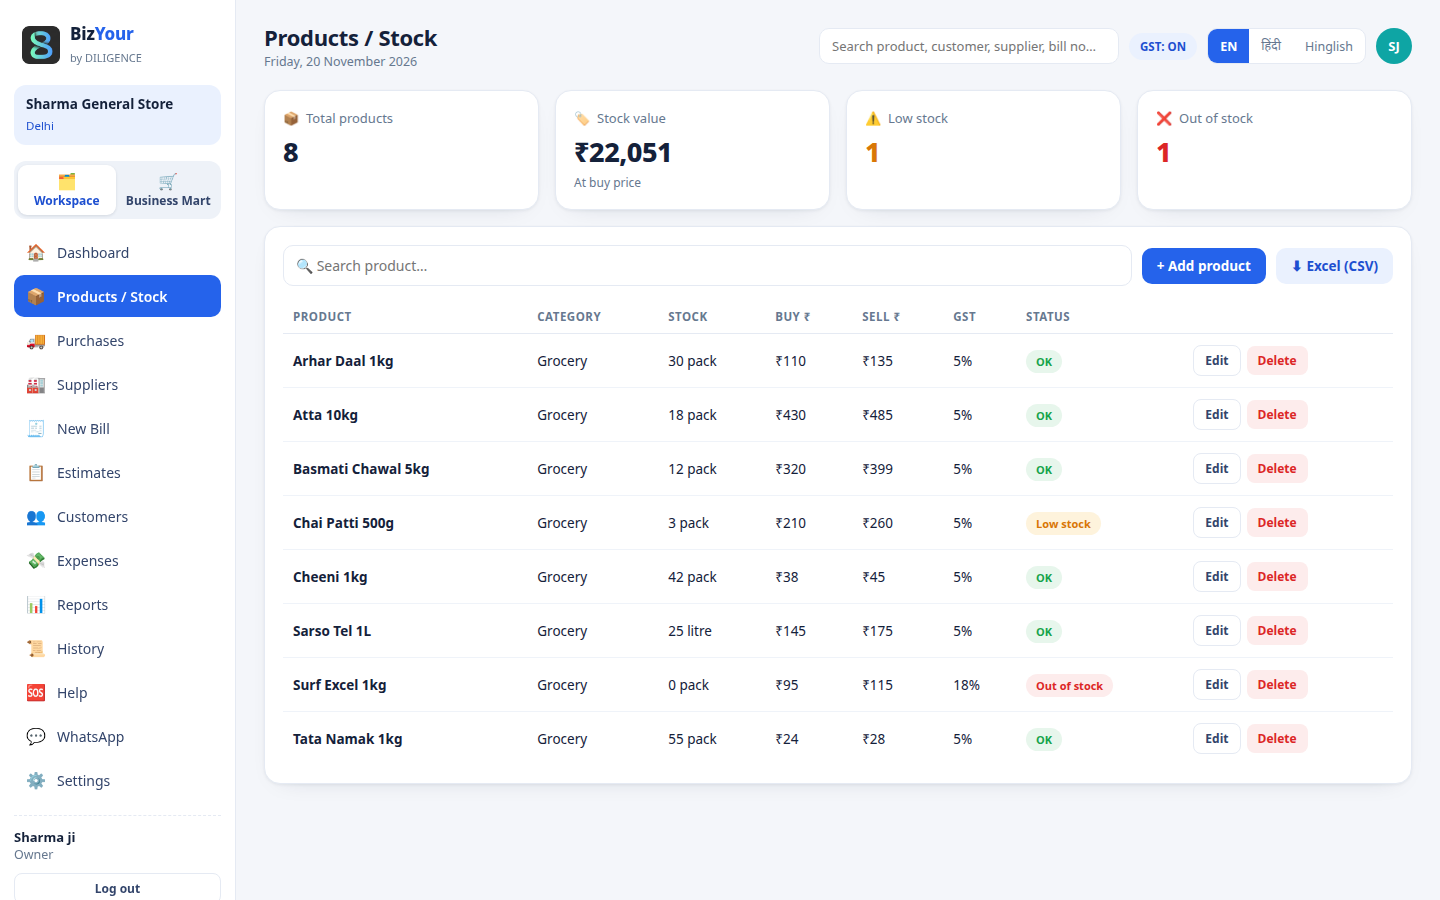 BizYour
by DILIGENCE
Sharma General Store
Delhi
Workspace
Business Mart
Dashboard
Products / Stock
Purchases
Suppliers
New Bill
Estimates
Customers
Expenses
Reports
History
SOS Help
WhatsApp
Settings
Sharma ji
Owner
Log out
Products / Stock
Friday, 20 November 2026
Search product, customer, supplier, bill no...
GST: ON
EN हिंदी Hinglish
SJ
Total products
8
Stock value
₹22,051
At buy price
Low stock
1
Out of stock
1
Search product...
+ Add product
⬇ Excel (CSV)
PRODUCT CATEGORY STOCK BUY ₹ SELL ₹ GST STATUS
Arhar Daal 1kg Grocery 30 pack ₹110 ₹135 5% OK Edit Delete
Atta 10kg Grocery 18 pack ₹430 ₹485 5% OK Edit Delete
Basmati Chawal 5kg Grocery 12 pack ₹320 ₹399 5% OK Edit Delete
Chai Patti 500g Grocery 3 pack ₹210 ₹260 5% Low stock Edit Delete
Cheeni 1kg Grocery 42 pack ₹38 ₹45 5% OK Edit Delete
Sarso Tel 1L Grocery 25 litre ₹145 ₹175 5% OK Edit Delete
Surf Excel 1kg Grocery 0 pack ₹95 ₹115 18% Out of stock Edit Delete
Tata Namak 1kg Grocery 55 pack ₹24 ₹28 5% OK Edit Delete